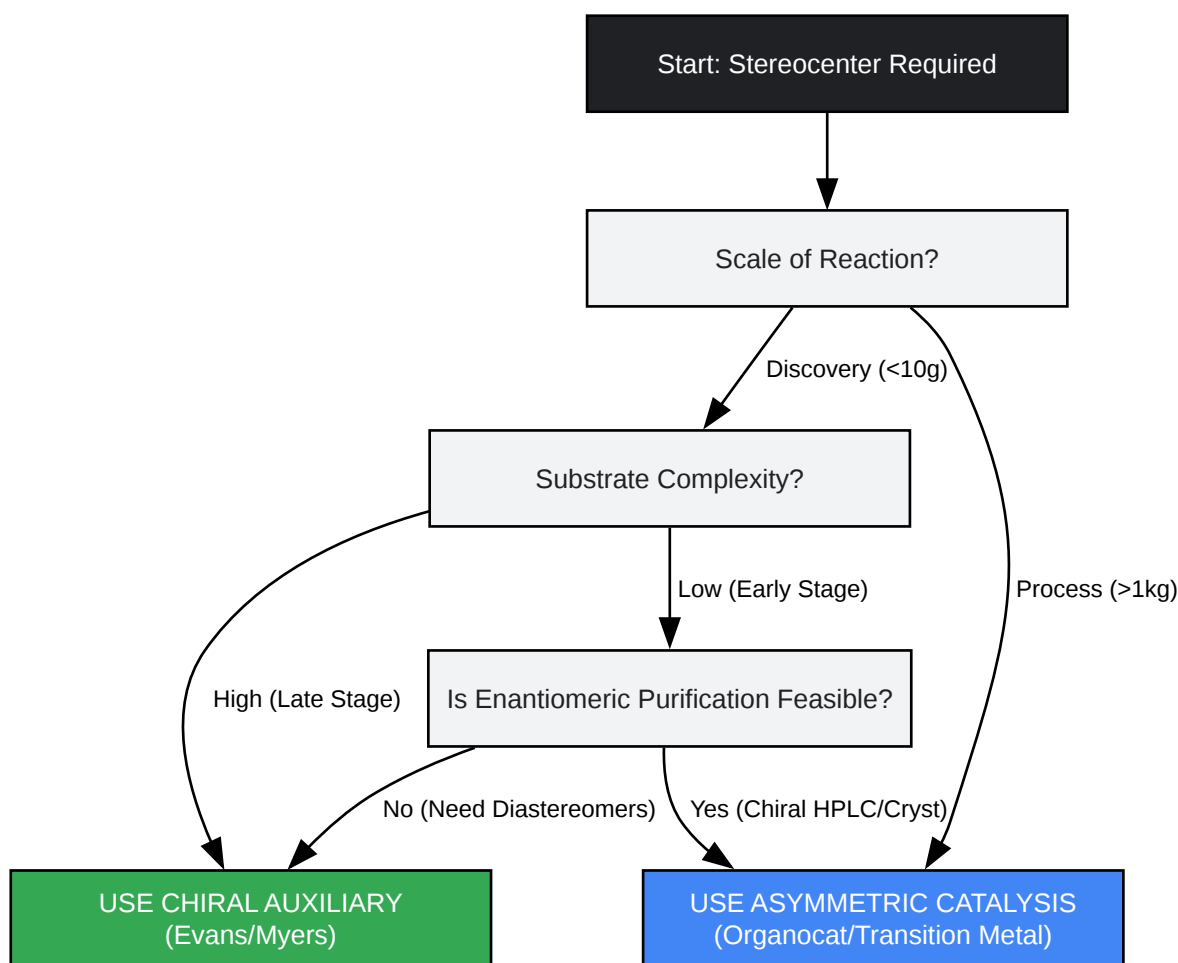 Start: Stereocenter Required
Scale of Reaction?
Discovery (<10g)
Substrate Complexity?
Low (Early Stage)
Process (>1kg)
High (Late Stage)
Is Enantiomeric Purification Feasible?
No (Need Diastereomers)
Yes (Chiral HPLC/Cryst)
USE CHIRAL AUXILIARY
(Evans/Myers)
USE ASYMMETRIC CATALYSIS
(Organocat/Transition Metal)